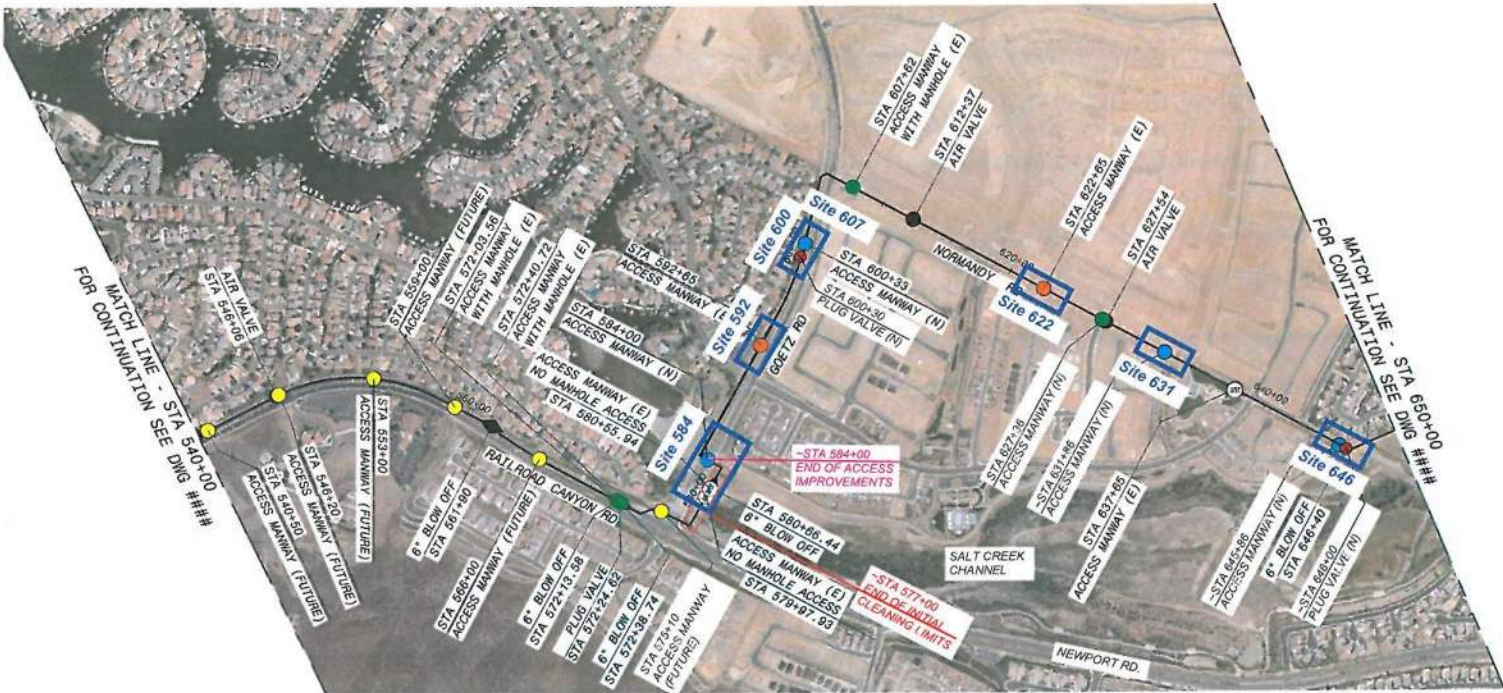 MATCH LINE - STA 540+00
FOR CONTINUATION SEE DWG ####
AIR VALVE
STA 546+06
STA 540+50
ACCESS MANWAY (FUTURE)
STA 546+20
ACCESS MANWAY (FUTURE)
STA 553+00
ACCESS MANWAY (FUTURE)
STA 559+00
ACCESS MANWAY (FUTURE)
560+00
6" BLOW OFF
STA 561+90
STA 566+00
ACCESS MANWAY (FUTURE)
RAILROAD CANYON RD
STA 572+03.56
ACCESS MANWAY
WITH MANHOLE (E)
STA 572+40.72
ACCESS MANWAY
WITH MANHOLE (E)
6" BLOW OFF
STA 572+13.58
PLUG VALVE
STA 572+24.62
6" BLOW OFF
STA 572+38.74
STA 575+10
ACCESS MANWAY
(FUTURE)
STA 584+00
ACCESS MANWAY (N)
ACCESS MANWAY (E)
NO MANHOLE ACCESS
STA 580+55.94
Site 584
STA 580+66.44
6" BLOW OFF
ACCESS MANWAY (E)
NO MANHOLE ACCESS
STA 579+97.93
~STA 577+00
END OF INITIAL
CLEANING LIMITS
~STA 584+00
END OF ACCESS
IMPROVEMENTS
STA 592+65
ACCESS MANWAY
Site 592
GOETZ RD
Site 600
STA 600+33
ACCESS MANWAY (N)
STA 600+30
PLUG VALVE (N)
Site 607
STA 607+62
ACCESS MANWAY
WITH MANHOLE (E)
STA 612+37
AIR VALVE
620+00
NORMANDY
STA 622+65
ACCESS MANWAY (E)
Site 622
STA 627+54
AIR VALVE
STA 627+36
ACCESS MANWAY (N)
Site 631
~STA 631+86
ACCESS MANWAY (N)
STA 637+65
ACCESS MANWAY (E)
640+00
Site 646
~STA 645+86
ACCESS MANWAY (N)
6" BLOW OFF
STA 646+40
~STA 646+00
PLUG VALVE (N)
SALT CREEK
CHANNEL
NEWPORT RD.
MATCH LINE - STA 650+00
FOR CONTINUATION SEE DWG ####